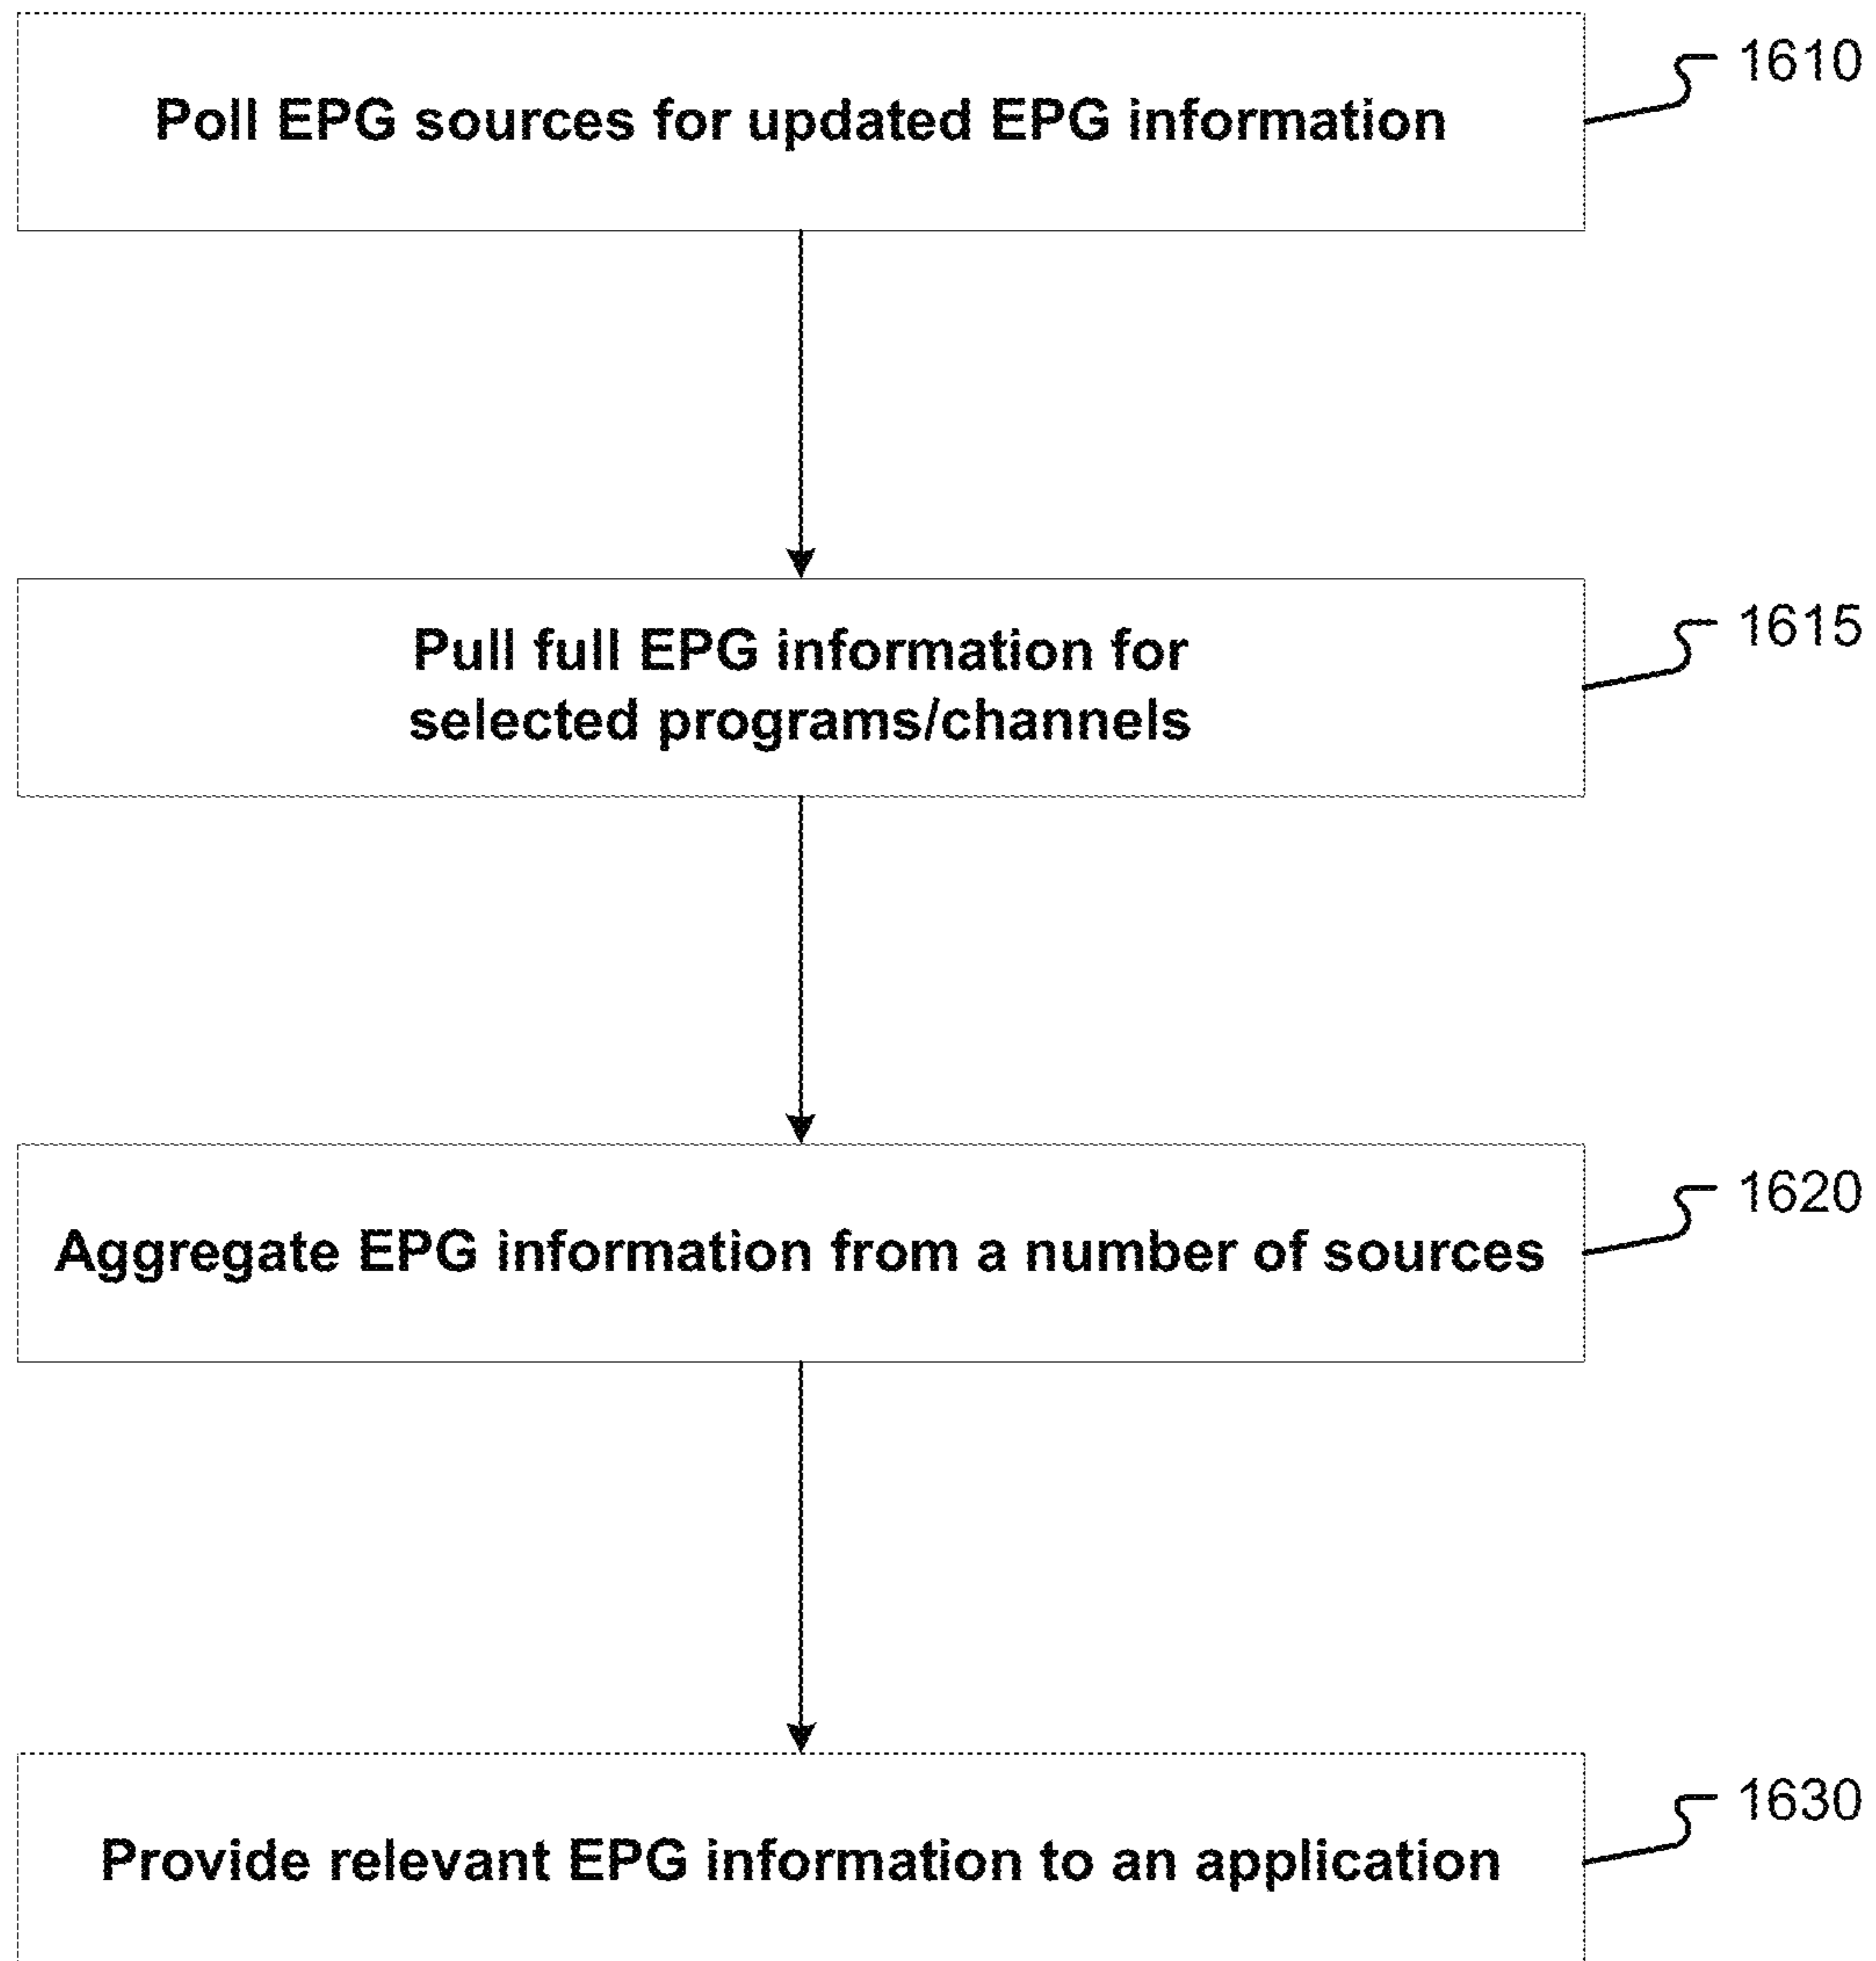 Poll EPG sources for updated EPG information
1610
Pull full EPG information for
selected programs/channels
1615
Aggregate EPG information from a number of sources
1620
Provide relevant EPG information to an application
1630